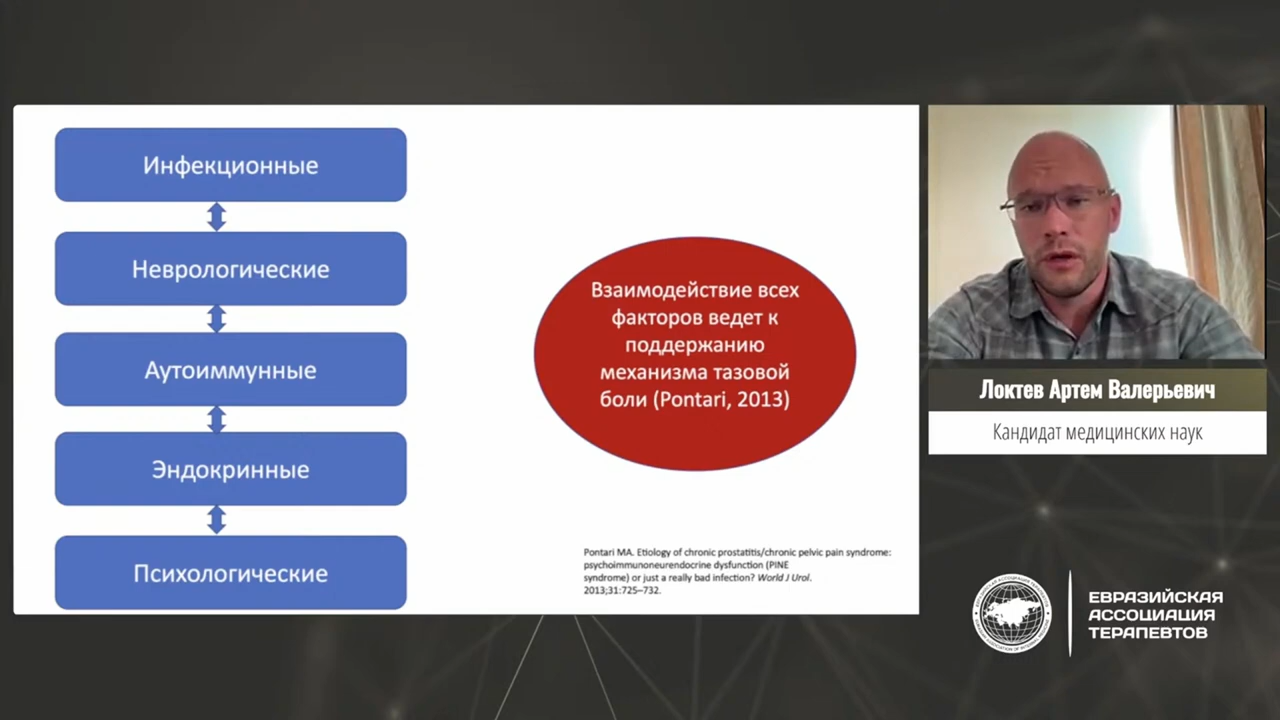 Инфекционные
Неврологические
Аутоиммунные
Эндокринные
Психологические
Взаимодействие всех
факторов ведет к
поддержанию
механизма тазовой
боли (Pontari, 2013)
Pontari MA. Etiology of chronic prostatitis/chronic pelvic pain syndrome:
psychoimmunoneurendocrine dysfunction (PINE
syndrome) or just a really bad infection? World J Urol.
2013;31:725–732.
Локтев Артем Валерьевич
Кандидат медицинских наук
ЕВРАЗИЙСКАЯ
АССОЦИАЦИЯ
ТЕРАПЕВТОВ